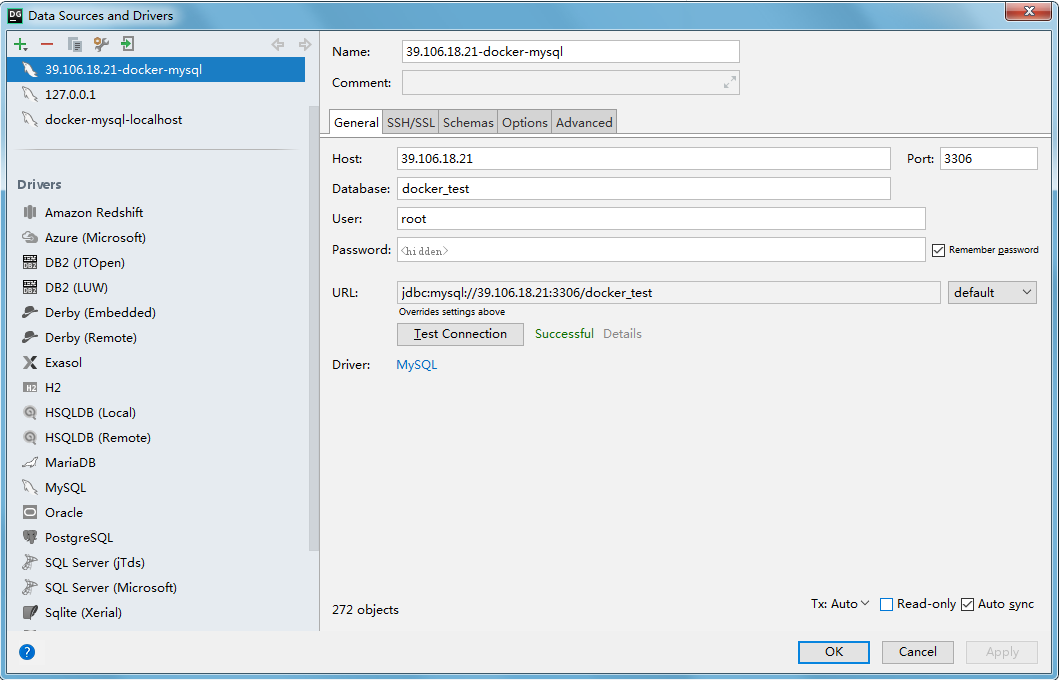 DG Data Sources and Drivers
39.106.18.21-docker-mysql
127.0.0.1
docker-mysql-localhost
Drivers
Amazon Redshift
Azure (Microsoft)
DB2 (JTOpen)
DB2 (LUW)
Derby (Embedded)
Derby (Remote)
Exasol
H2
HSQLDB (Local)
HSQLDB (Remote)
MariaDB
MySQL
Oracle
PostgreSQL
SQL Server (jTds)
SQL Server (Microsoft)
Sqlite (Xerial)
Name: 39.106.18.21-docker-mysql
Comment:
General SSH/SSL Schemas Options Advanced
Host: 39.106.18.21 Port: 3306
Database: docker_test
User: root
Password: <hidden> Remember password
URL: jdbc:mysql://39.106.18.21:3306/docker_test default
Overrides settings above
Test Connection Successful Details
Driver: MySQL
272 objects Tx: Auto Read-only Auto sync
? OK Cancel Apply